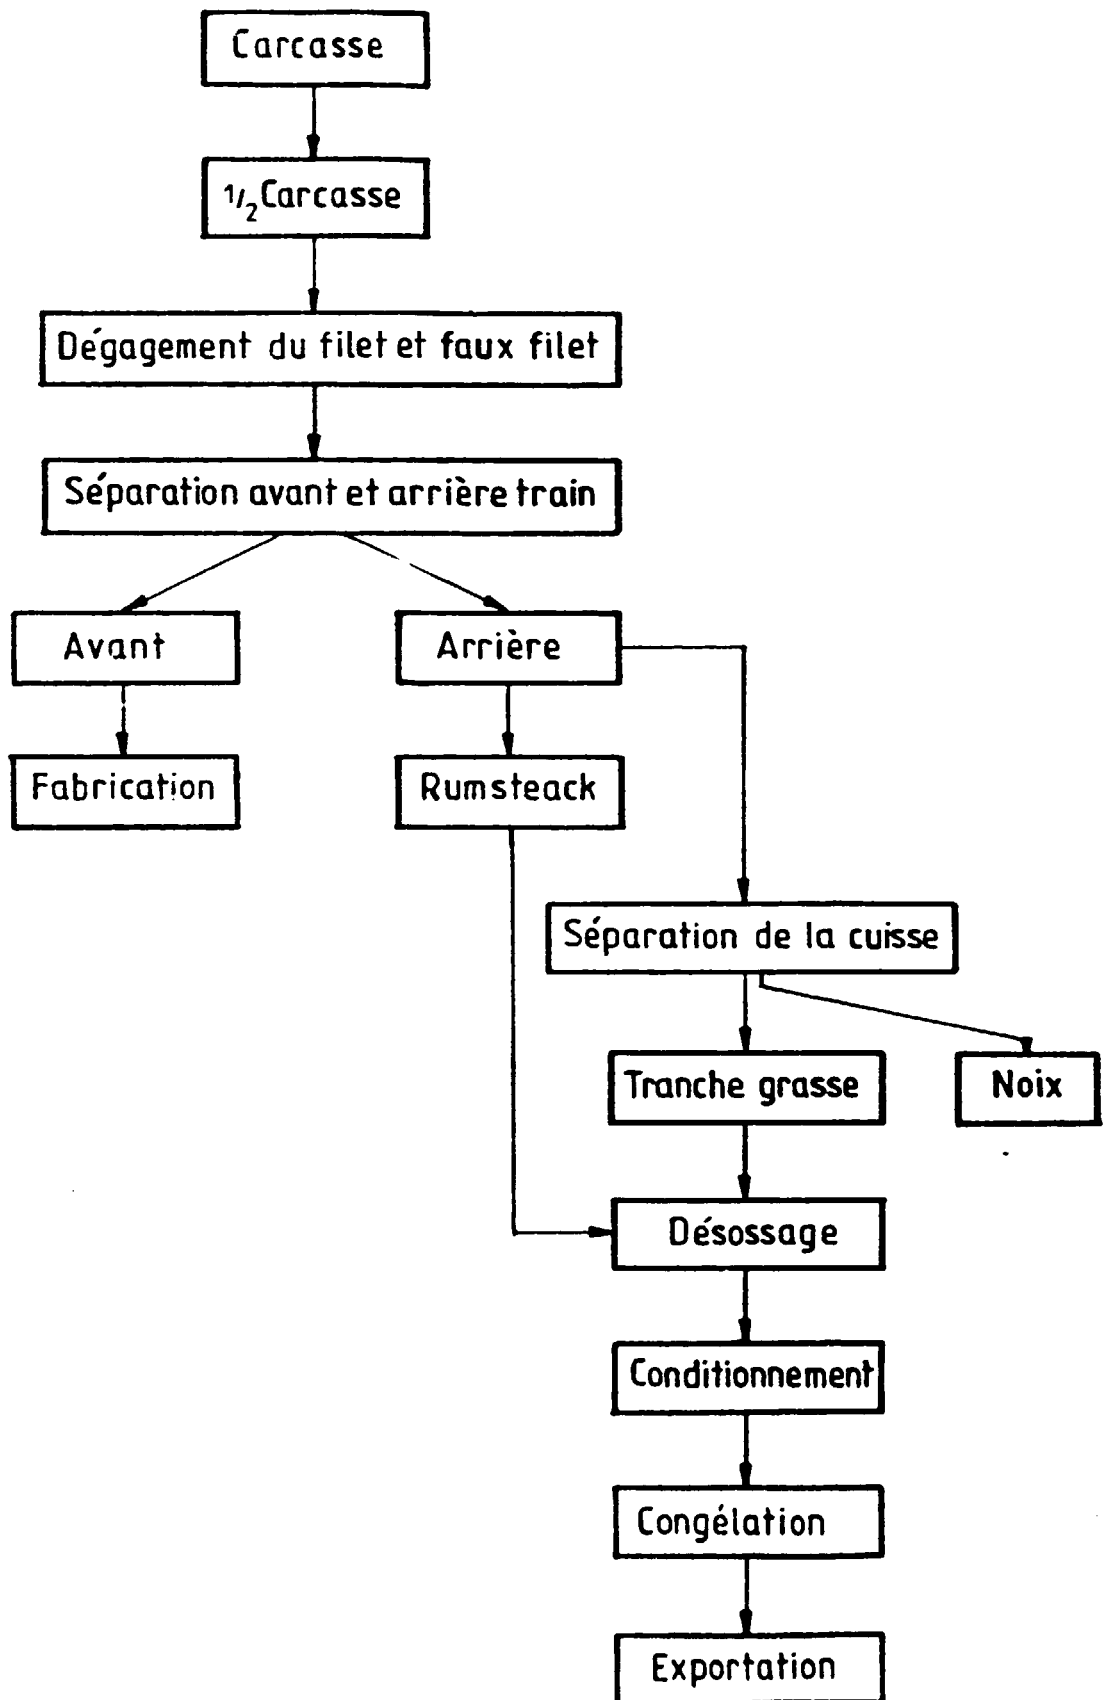 Carcasse
1/2 Carcasse
Dégagement du filet et faux filet
Séparation avant et arrière train
Avant
Arrière
Fabrication
Rumsteack
Séparation de la cuisse
Tranche grasse
Noix
Désossage
Conditionnement
Congélation
Exportation